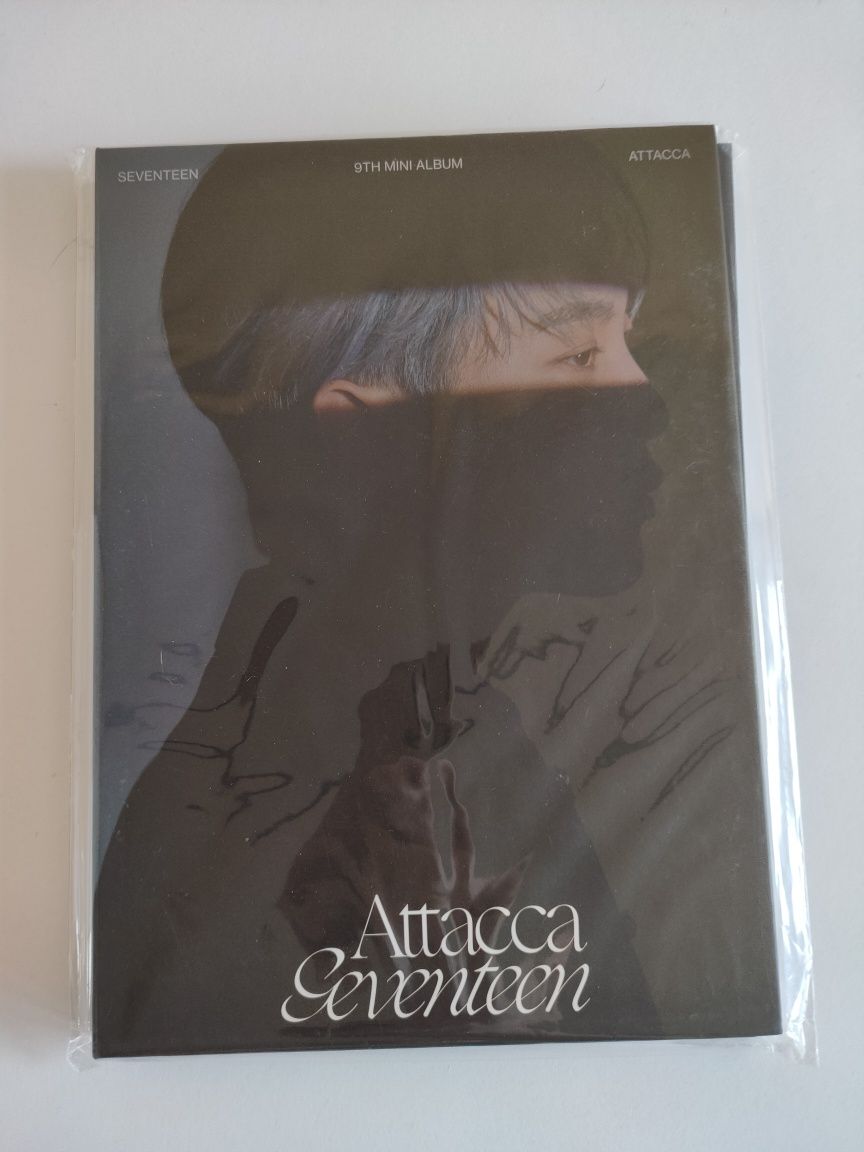 SEVENTEEN 9TH MINI ALBUM ATTACCA
Attacca
Seventeen